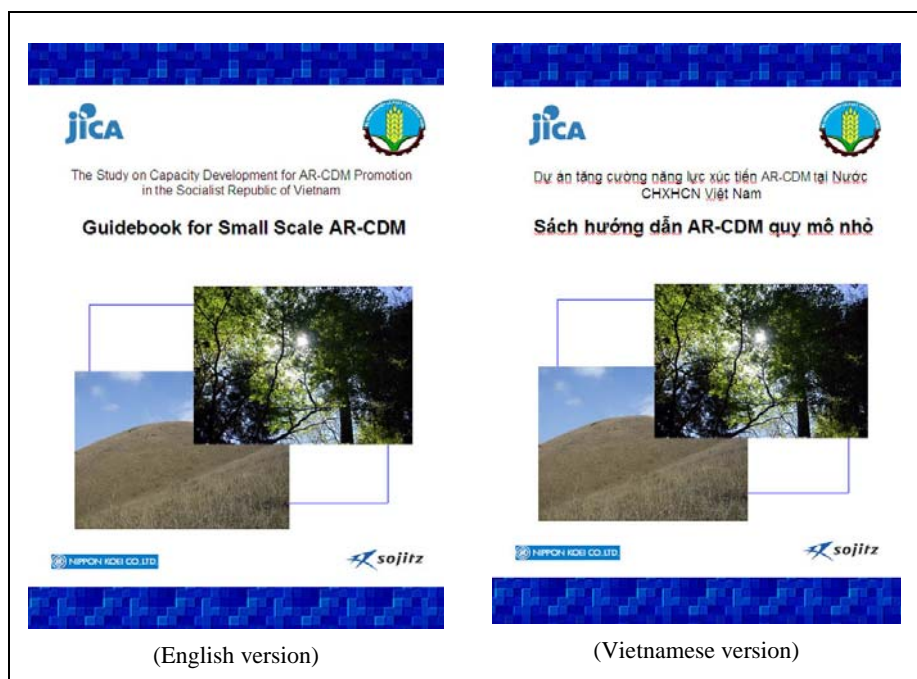 JICA
The Study on Capacity Development for AR-CDM Promotion
in the Socialist Republic of Vietnam
Guidebook for Small Scale AR-CDM
NIPPON KOEI CO.,LTD.
sojitz
(English version)
JICA
Dự án tăng cường năng lực xúc tiến AR-CDM tại Nước
CHXHCN Việt Nam
Sách hướng dẫn AR-CDM quy mô nhỏ
NIPPON KOEI CO.,LTD.
sojitz
(Vietnamese version)